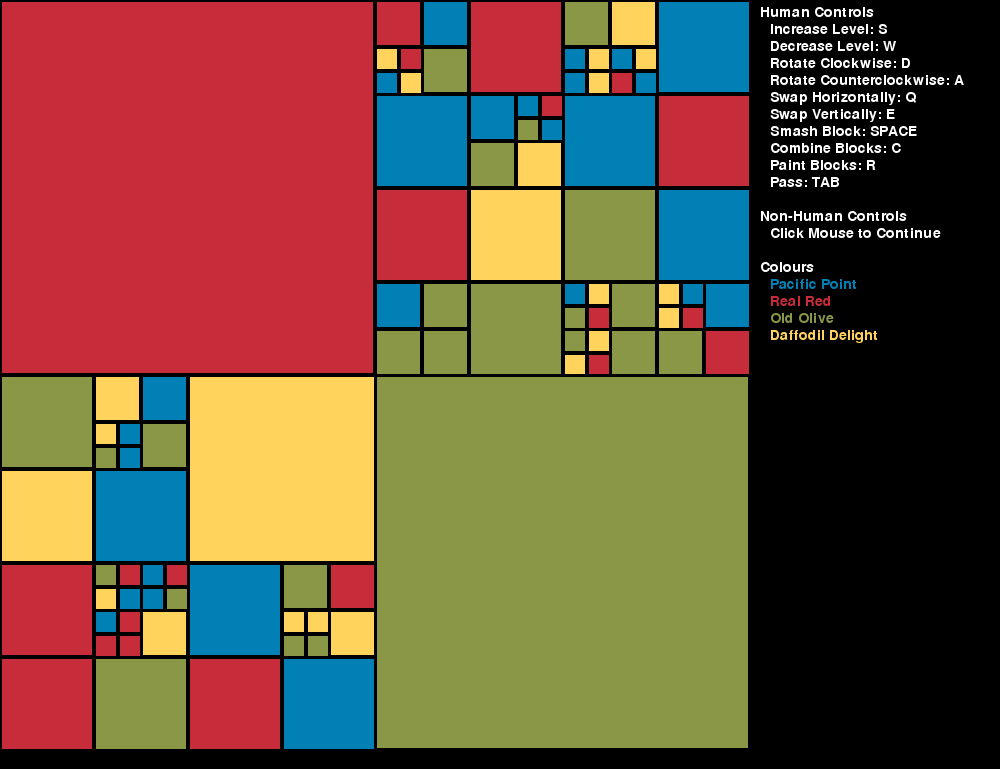 Human Controls
Increase Level: S
Decrease Level: W
Rotate Clockwise: D
Rotate Counterclockwise: A
Swap Horizontally: Q
Swap Vertically: E
Smash Block: SPACE
Combine Blocks: C
Paint Blocks: R
Pass: TAB
Non-Human Controls
Click Mouse to Continue
Colours
Pacific Point
Real Red
Old Olive
Daffodil Delight